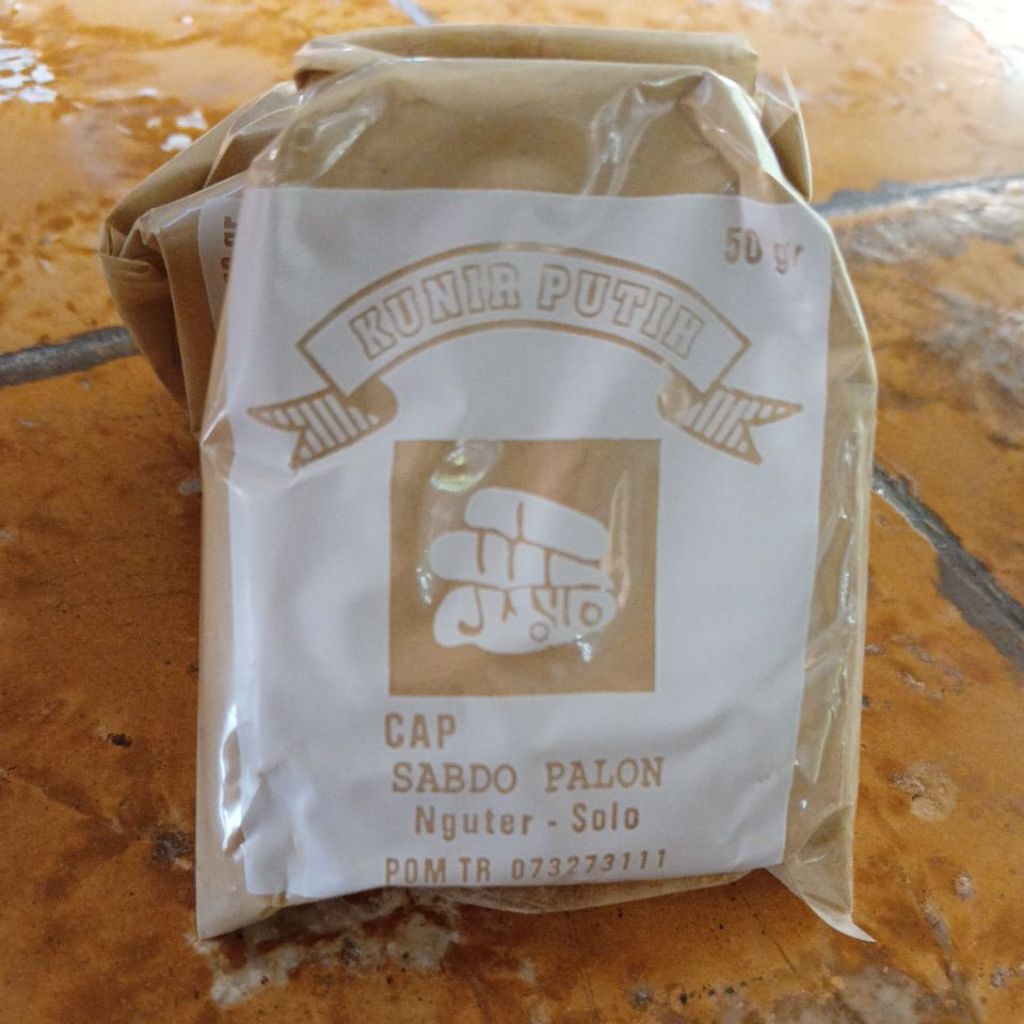 50 gr
KUNIR PUTIH
CAP
SABDO PALON
Nguter - Solo
POM TR 073273111